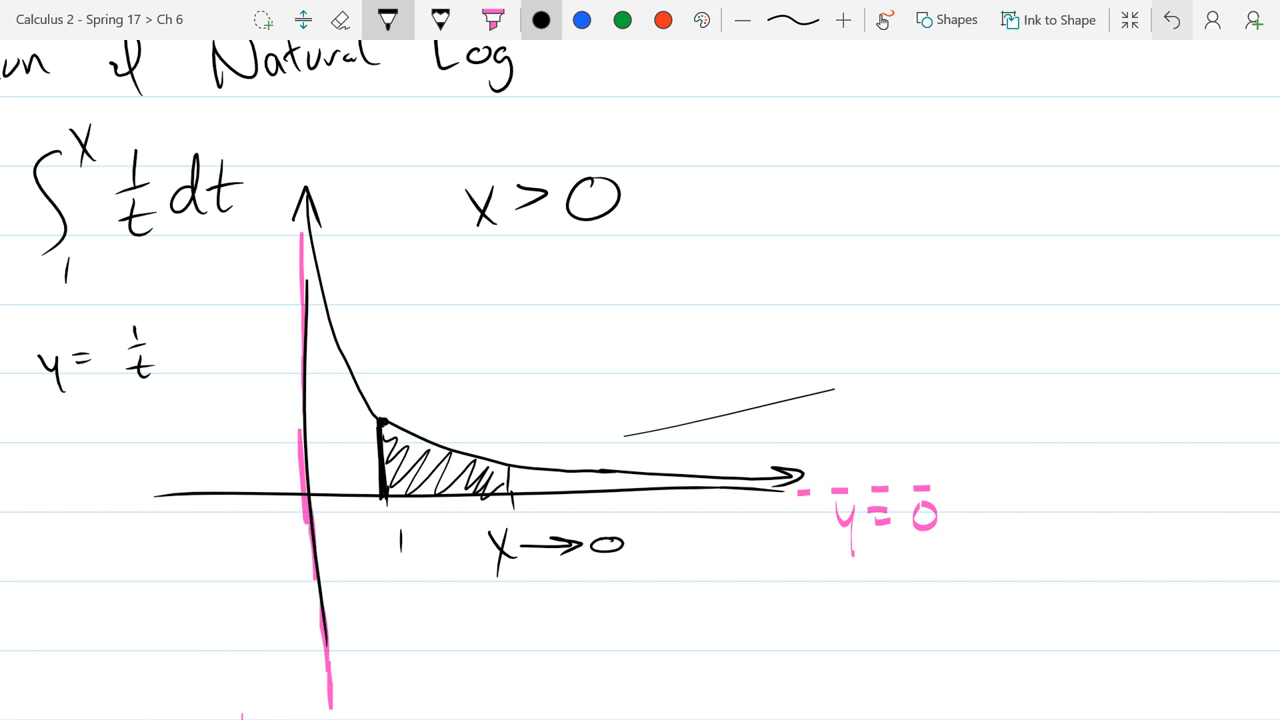 Calculus 2 - Spring 17 > Ch 6
Shapes
Ink to Shape
of Natural Log
∫₁ˣ 1/t dt
x > 0
y = 1/t
1
x → 0
y = 0